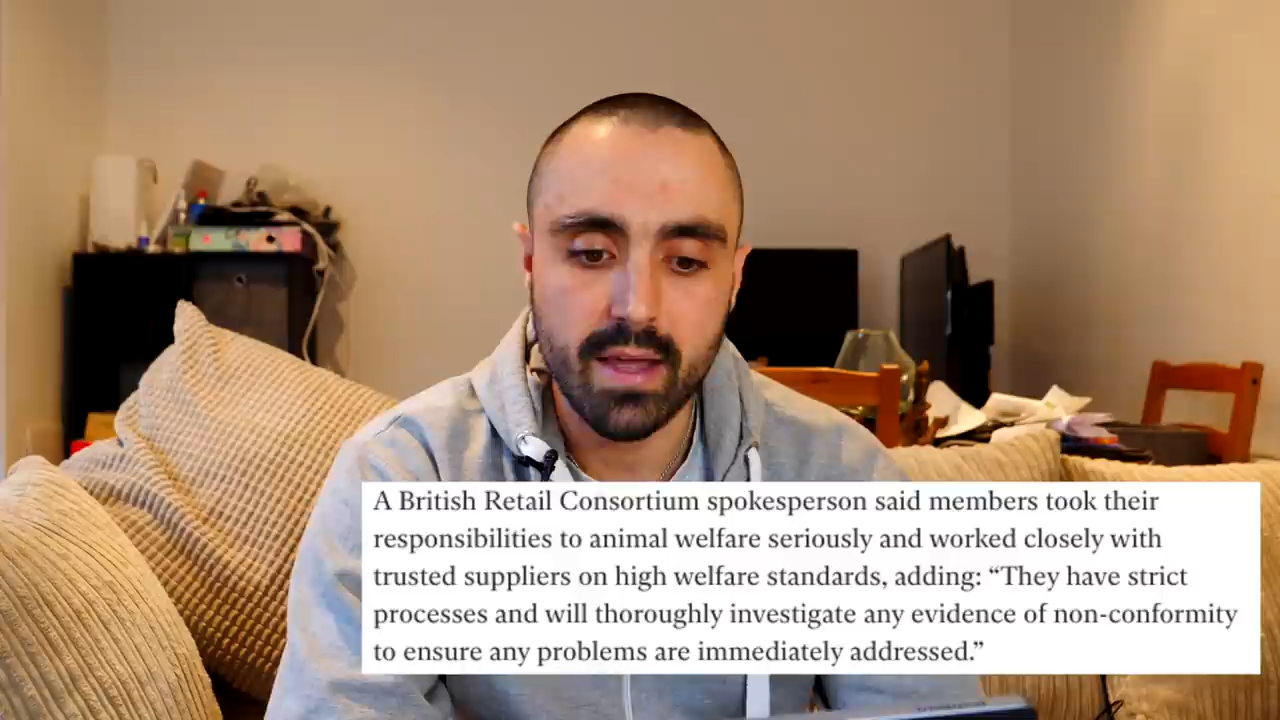 A British Retail Consortium spokesperson said members took their
responsibilities to animal welfare seriously and worked closely with
trusted suppliers on high welfare standards, adding: “They have strict
processes and will thoroughly investigate any evidence of non-conformity
to ensure any problems are immediately addressed.”